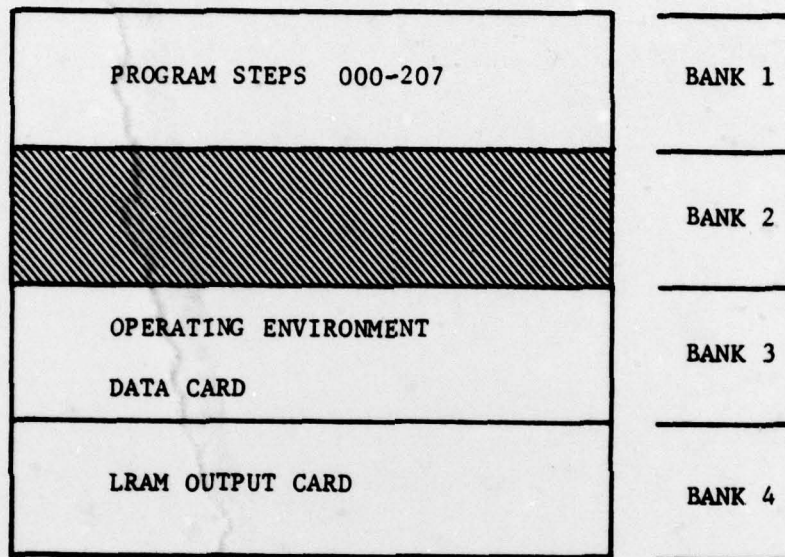 PROGRAM STEPS 000-207
BANK 1
BANK 2
OPERATING ENVIRONMENT
DATA CARD
BANK 3
LRAM OUTPUT CARD
BANK 4